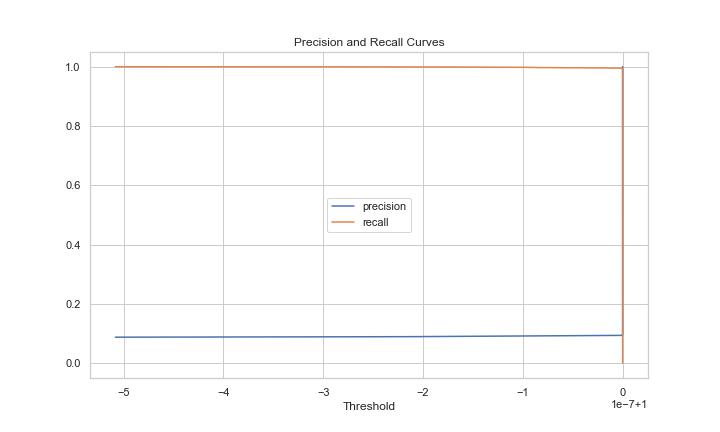 Precision and Recall Curves
1.0
0.8
0.6
0.4
0.2
0.0
precision
recall
−5 −4 −3 −2 −1 0
1e−7+1
Threshold